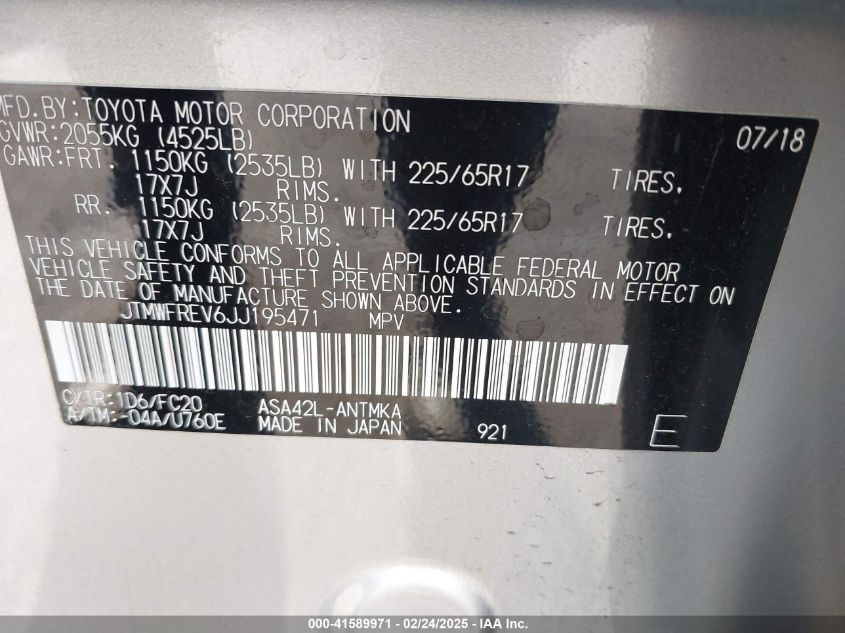 MFD.BY:TOYOTA MOTOR CORPORATION 07/18
GVWR:2055KG (4525LB)
GAWR:FRT. 1150KG (2535LB) WITH 225/65R17 TIRES.
17X7J RIMS.
RR. 1150KG (2535LB) WITH 225/65R17 TIRES.
17X7J RIMS.
THIS VEHICLE CONFORMS TO ALL APPLICABLE FEDERAL MOTOR
VEHICLE SAFETY AND THEFT PREVENTION STANDARDS IN EFFECT ON
THE DATE OF MANUFACTURE SHOWN ABOVE.
JTMWFREV6JJ195471 MPV
C/TR:1D6/FC20 ASA42L-ANTMKA
A/TM:-04A/U760E MADE IN JAPAN 921 E
000-41589971 - 02/24/2025 - IAA Inc.